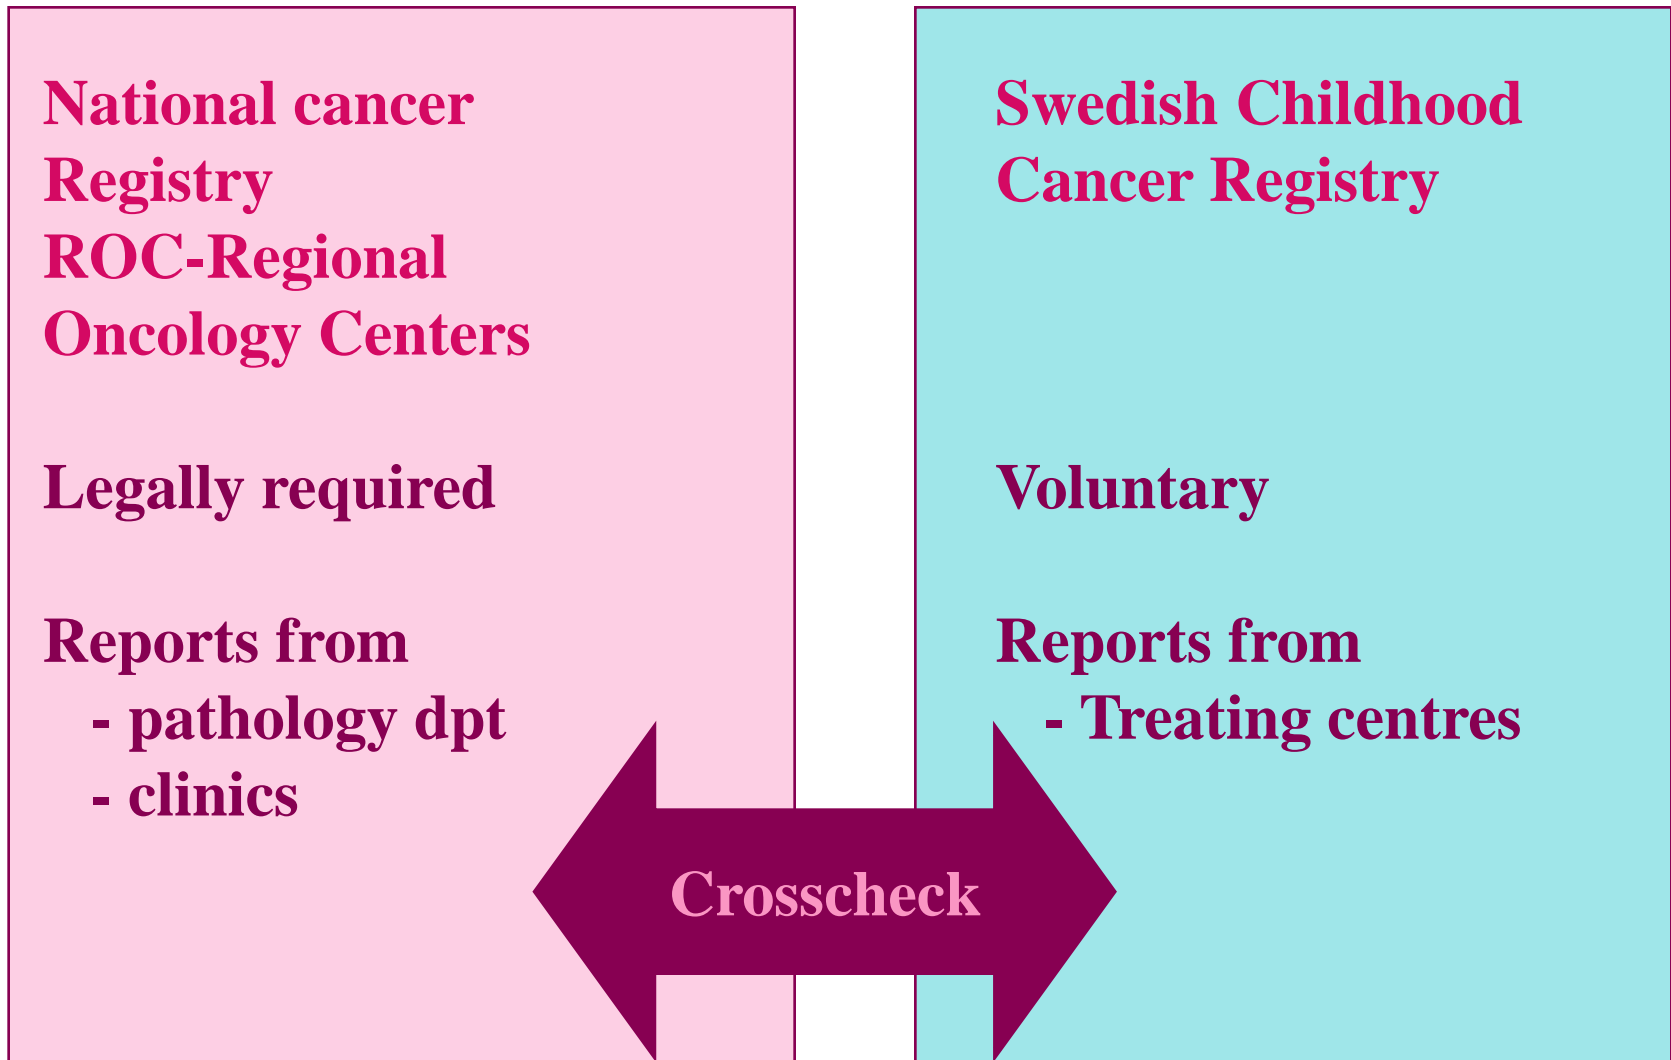 National cancer
Registry
ROC-Regional
Oncology Centers
Legally required
Reports from
- pathology dpt
- clinics
Swedish Childhood
Cancer Registry
Voluntary
Reports from
- Treating centres
Crosscheck